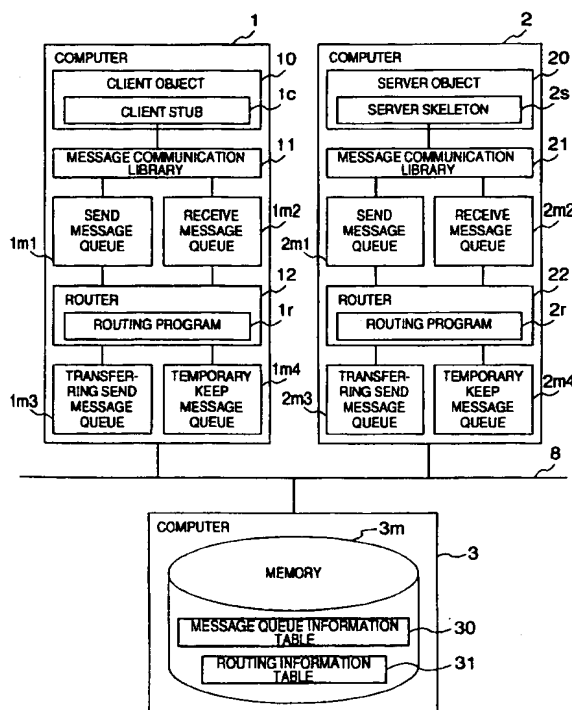 1
COMPUTER
10
CLIENT OBJECT
1c
CLIENT STUB
11
MESSAGE COMMUNICATION
LIBRARY
SEND
MESSAGE
QUEUE
1m1
RECEIVE
MESSAGE
QUEUE
1m2
12
ROUTER
1r
ROUTING PROGRAM
TRANSFER-
RING SEND
MESSAGE
QUEUE
1m3
TEMPORARY
KEEP
MESSAGE
QUEUE
1m4
2
COMPUTER
20
SERVER OBJECT
2s
SERVER SKELETON
21
MESSAGE COMMUNICATION
LIBRARY
SEND
MESSAGE
QUEUE
2m1
RECEIVE
MESSAGE
QUEUE
2m2
22
ROUTER
2r
ROUTING PROGRAM
TRANSFER-
RING SEND
MESSAGE
QUEUE
2m3
TEMPORARY
KEEP
MESSAGE
QUEUE
2m4
8
COMPUTER
3m
3
MEMORY
MESSAGE QUEUE INFORMATION
TABLE
30
ROUTING INFORMATION
TABLE
31